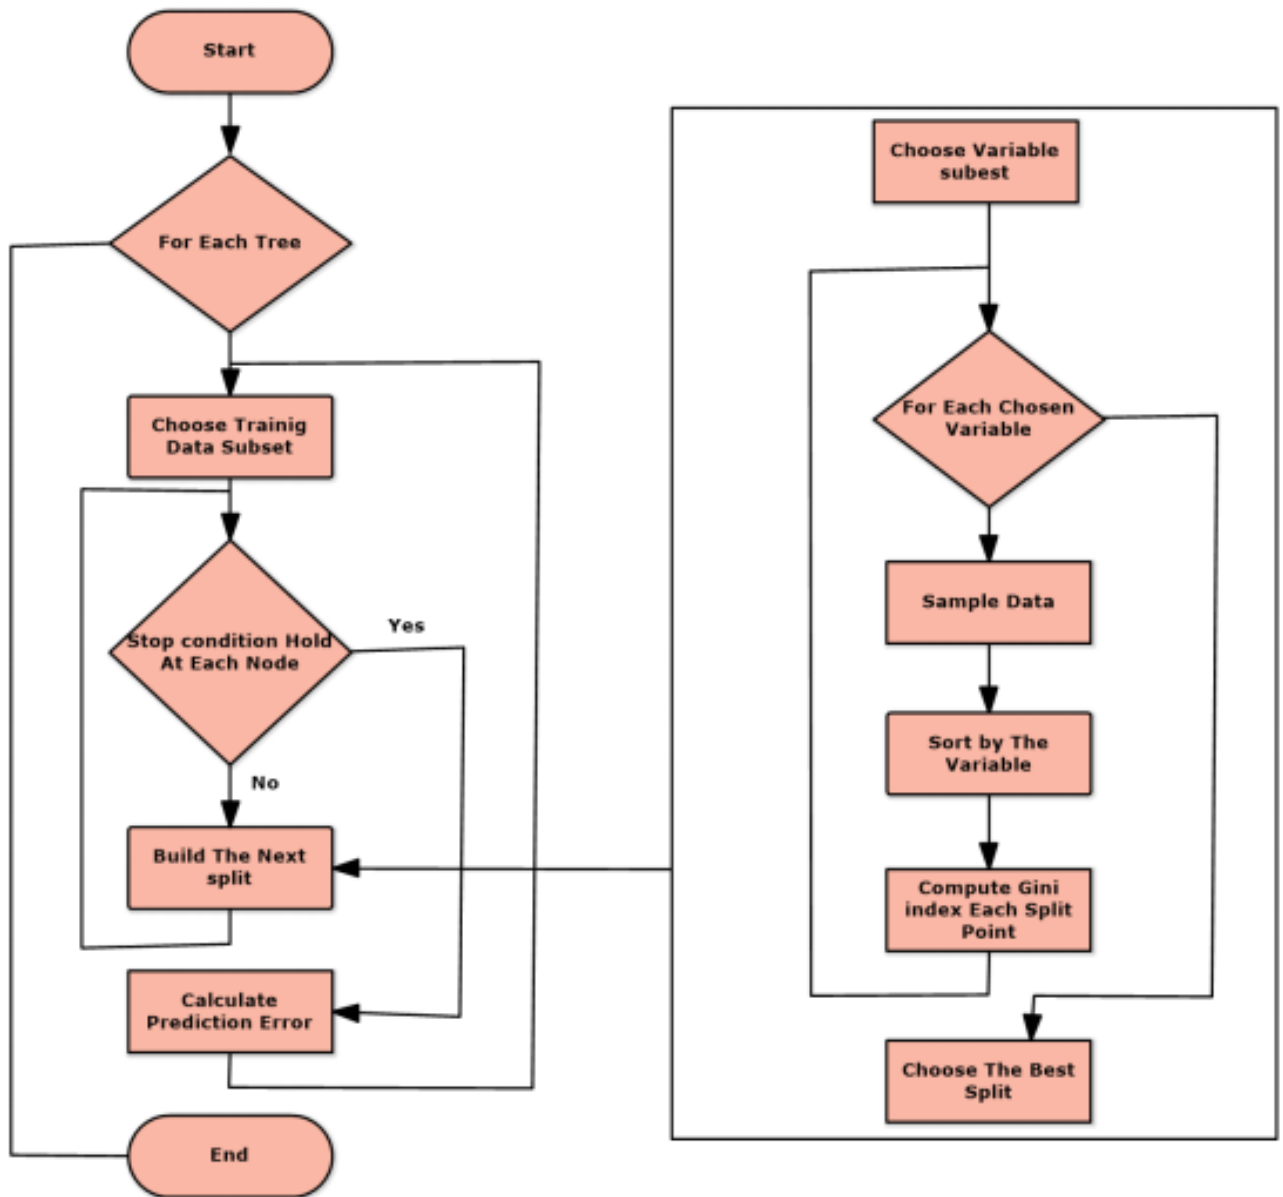 Start
For Each Tree
Choose Trainig
Data Subset
Stop condition Hold
At Each Node
Yes
No
Build The Next
split
Calculate
Prediction Error
End
Choose Variable
subest
For Each Chosen
Variable
Sample Data
Sort by The
Variable
Compute Gini
index Each Split
Point
Choose The Best
Split